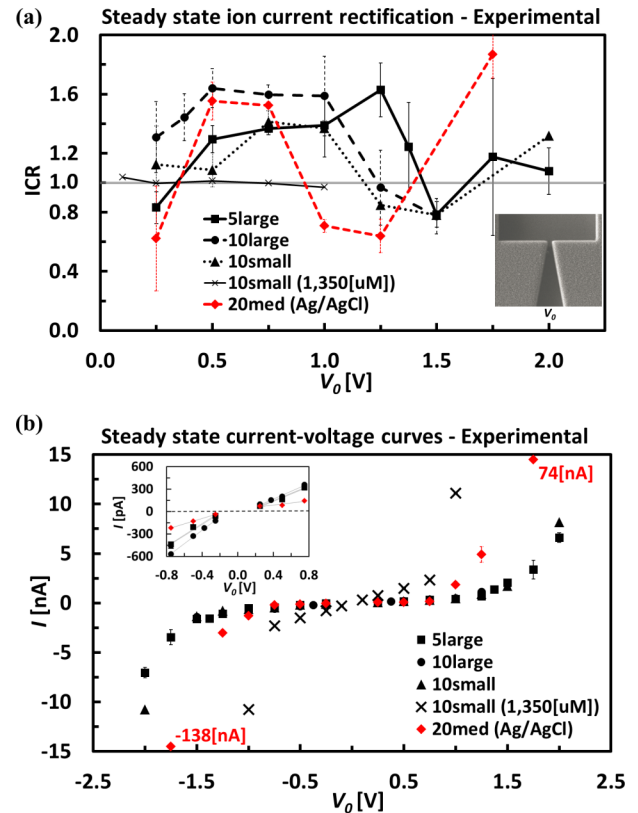 (a) Steady state ion current rectification - Experimental
2.0
1.6
1.2
1.0
0.8
0.4
0.0
ICR
5large
10large
10small
10small (1,350[uM])
20med (Ag/AgCl)
V0
0.0 0.5 1.0 1.5 2.0
V0 [V]
(b) Steady state current-voltage curves - Experimental
15
10
5
0
-5
-10
-15
I [nA]
600
300
0
-300
-600
I [pA]
-0.8 -0.4 0.0 0.4 0.8
V0 [V]
74[nA]
5large
10large
10small
10small (1,350[uM])
20med (Ag/AgCl)
-138[nA]
-2.5 -1.5 -0.5 0.5 1.5 2.5
V0 [V]